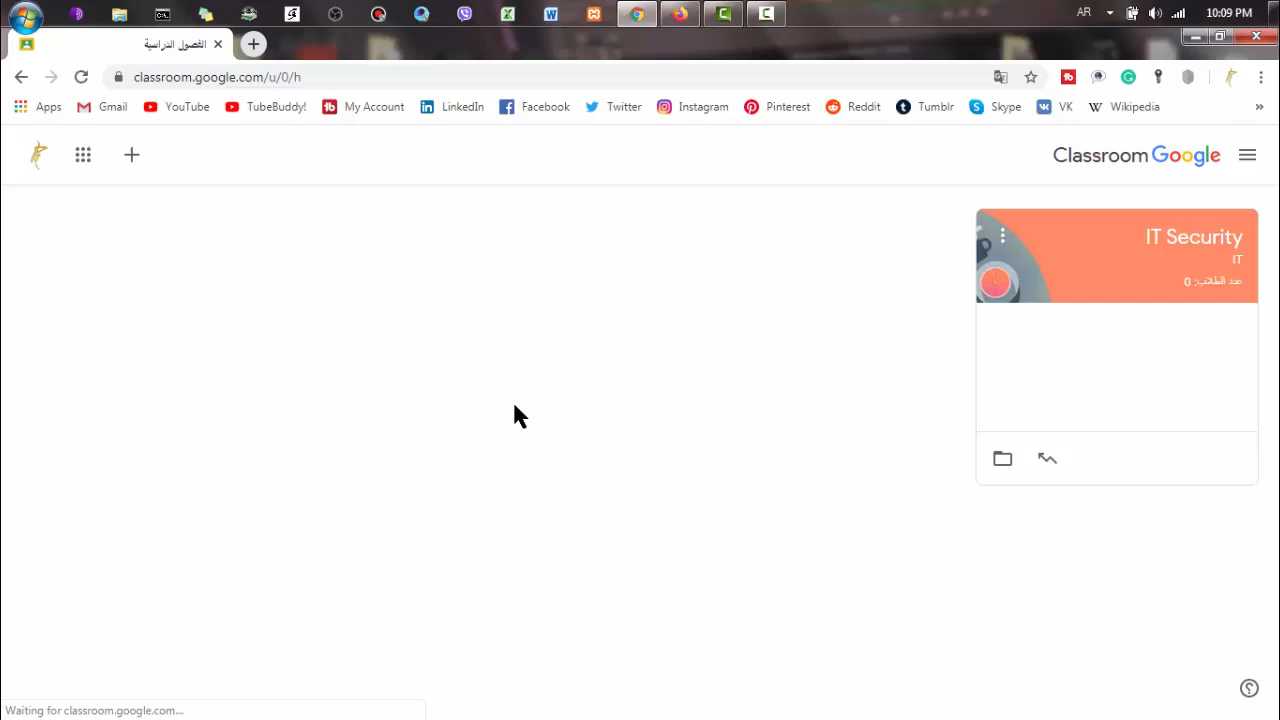 AR
10:09 PM
الفصول الدراسية
classroom.google.com/u/0/h
Apps
Gmail
YouTube
TubeBuddy!
My Account
LinkedIn
Facebook
Twitter
Instagram
Pinterest
Reddit
Tumblr
Skype
VK
Wikipedia
»
Classroom Google
IT Security
IT
عدد الطلاب: 0
Waiting for classroom.google.com...